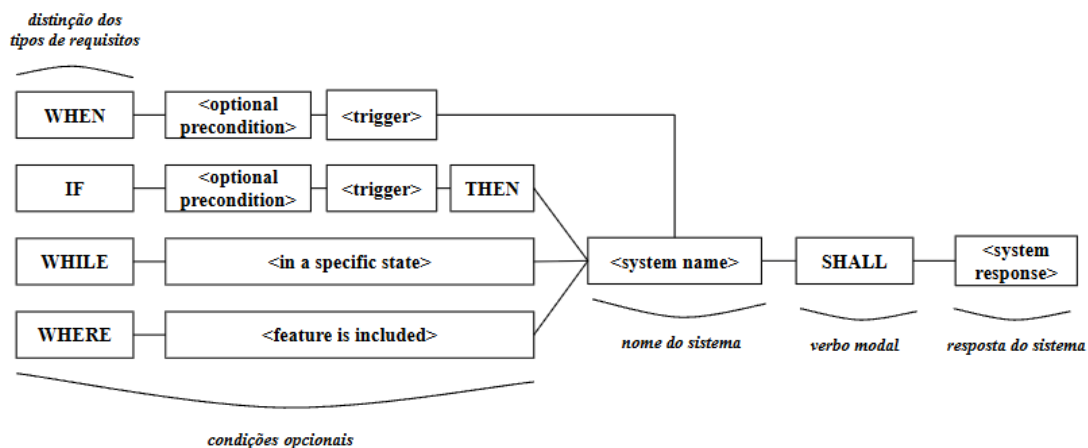 distinção dos
tipos de requisitos
WHEN
<optional
precondition>
<trigger>
IF
<optional
precondition>
<trigger>
THEN
WHILE
<in a specific state>
<system name>
SHALL
<system
response>
WHERE
<feature is included>
nome do sistema
verbo modal
resposta do sistema
condições opcionais